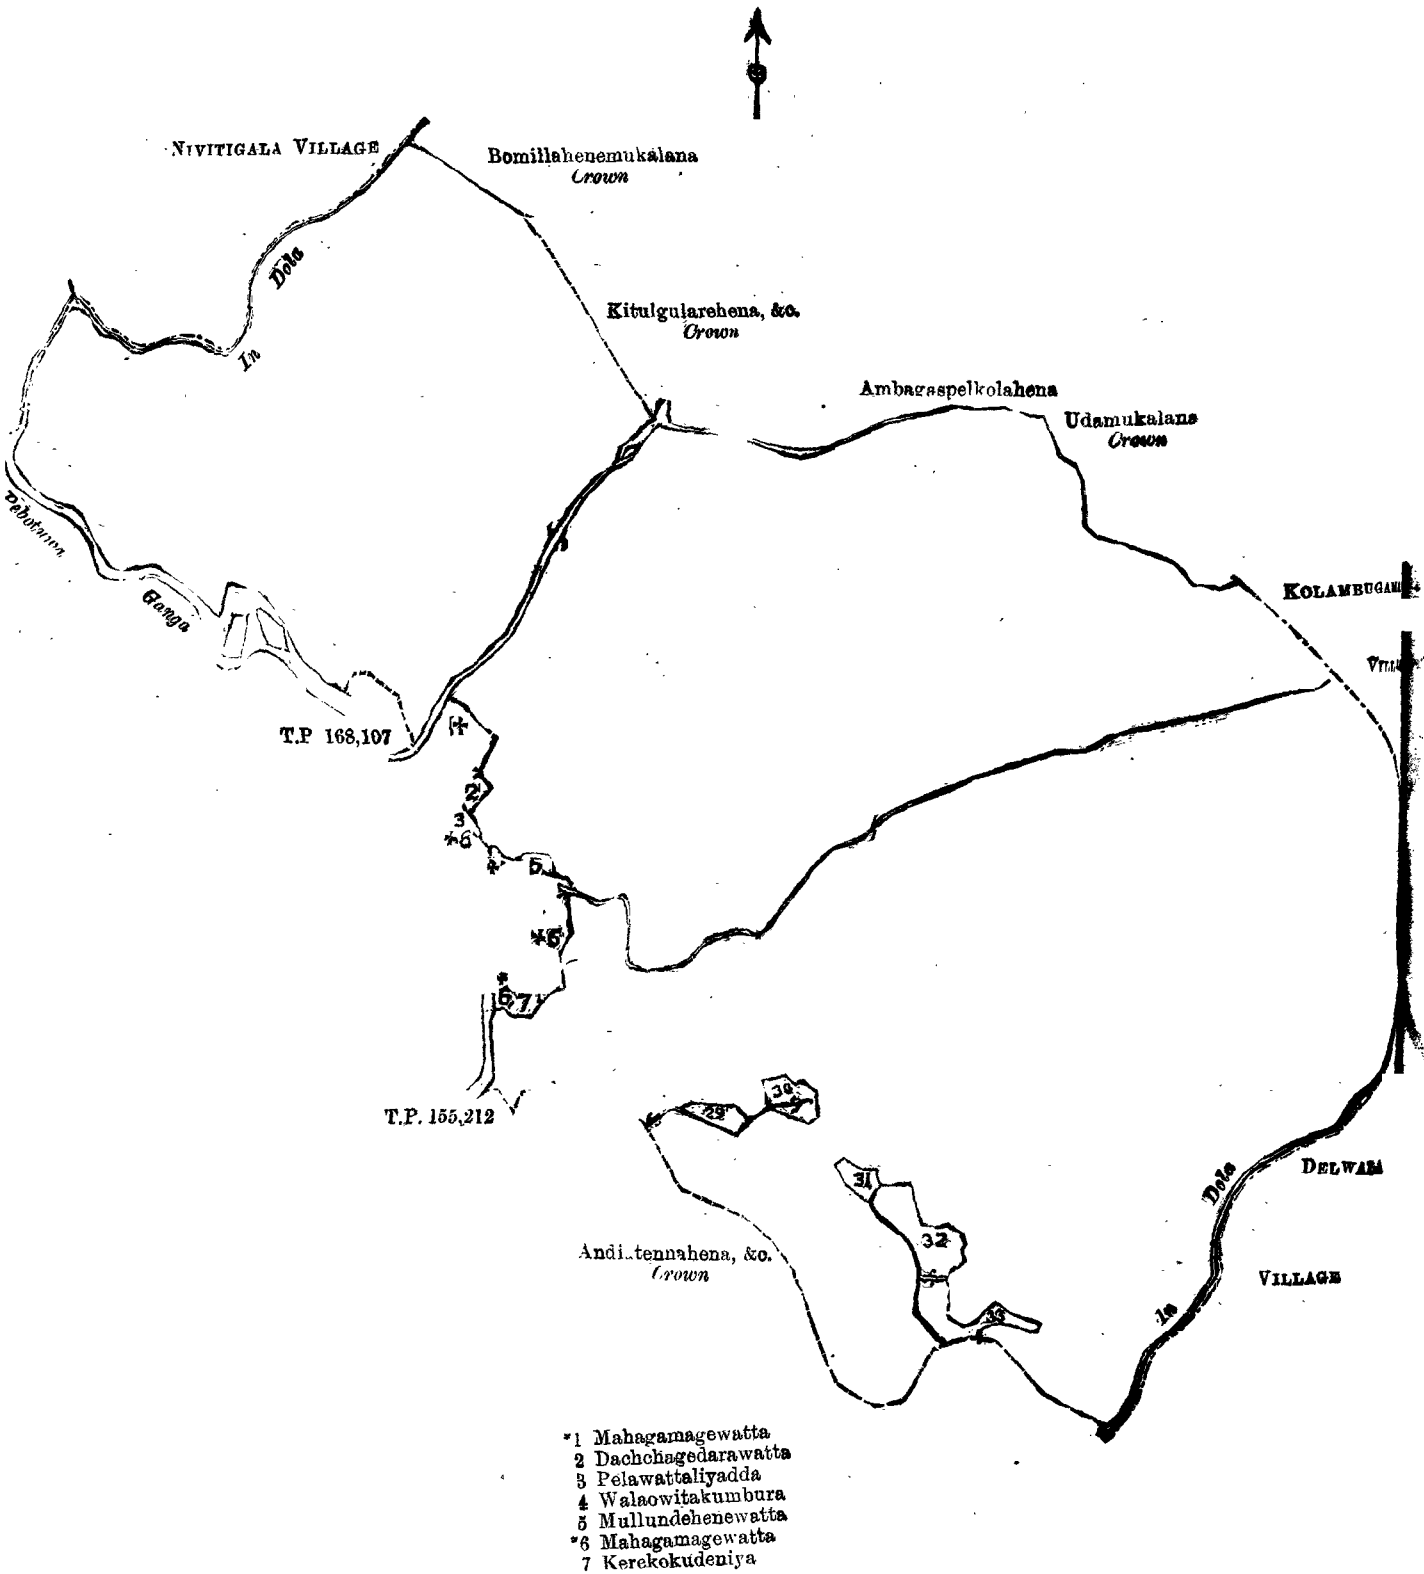 NIVITIGALA VILLAGE
Bomillahenemukalana
Crown
Dola
In
Kitulgularehena, &c.
Crown
Ambagaspelkolahena
Udamukalana
Crown
Ganga
KOLAMBUGAMA
T.P 168,107
2
3
*6
4
5
*6
*
6 7
T.P. 155,212
29
30
31
32
33
Dola
DELWALA
In
VILLAGE
tennahena, &c.
Crown
*1 Mahagamagewatta
2 Dachchagedarawatta
3 Pelawattaliyadda
4 Walaowitakumbura
5 Mullundehenewatta
*6 Mahagamagewatta
7 Kerekokudeniya